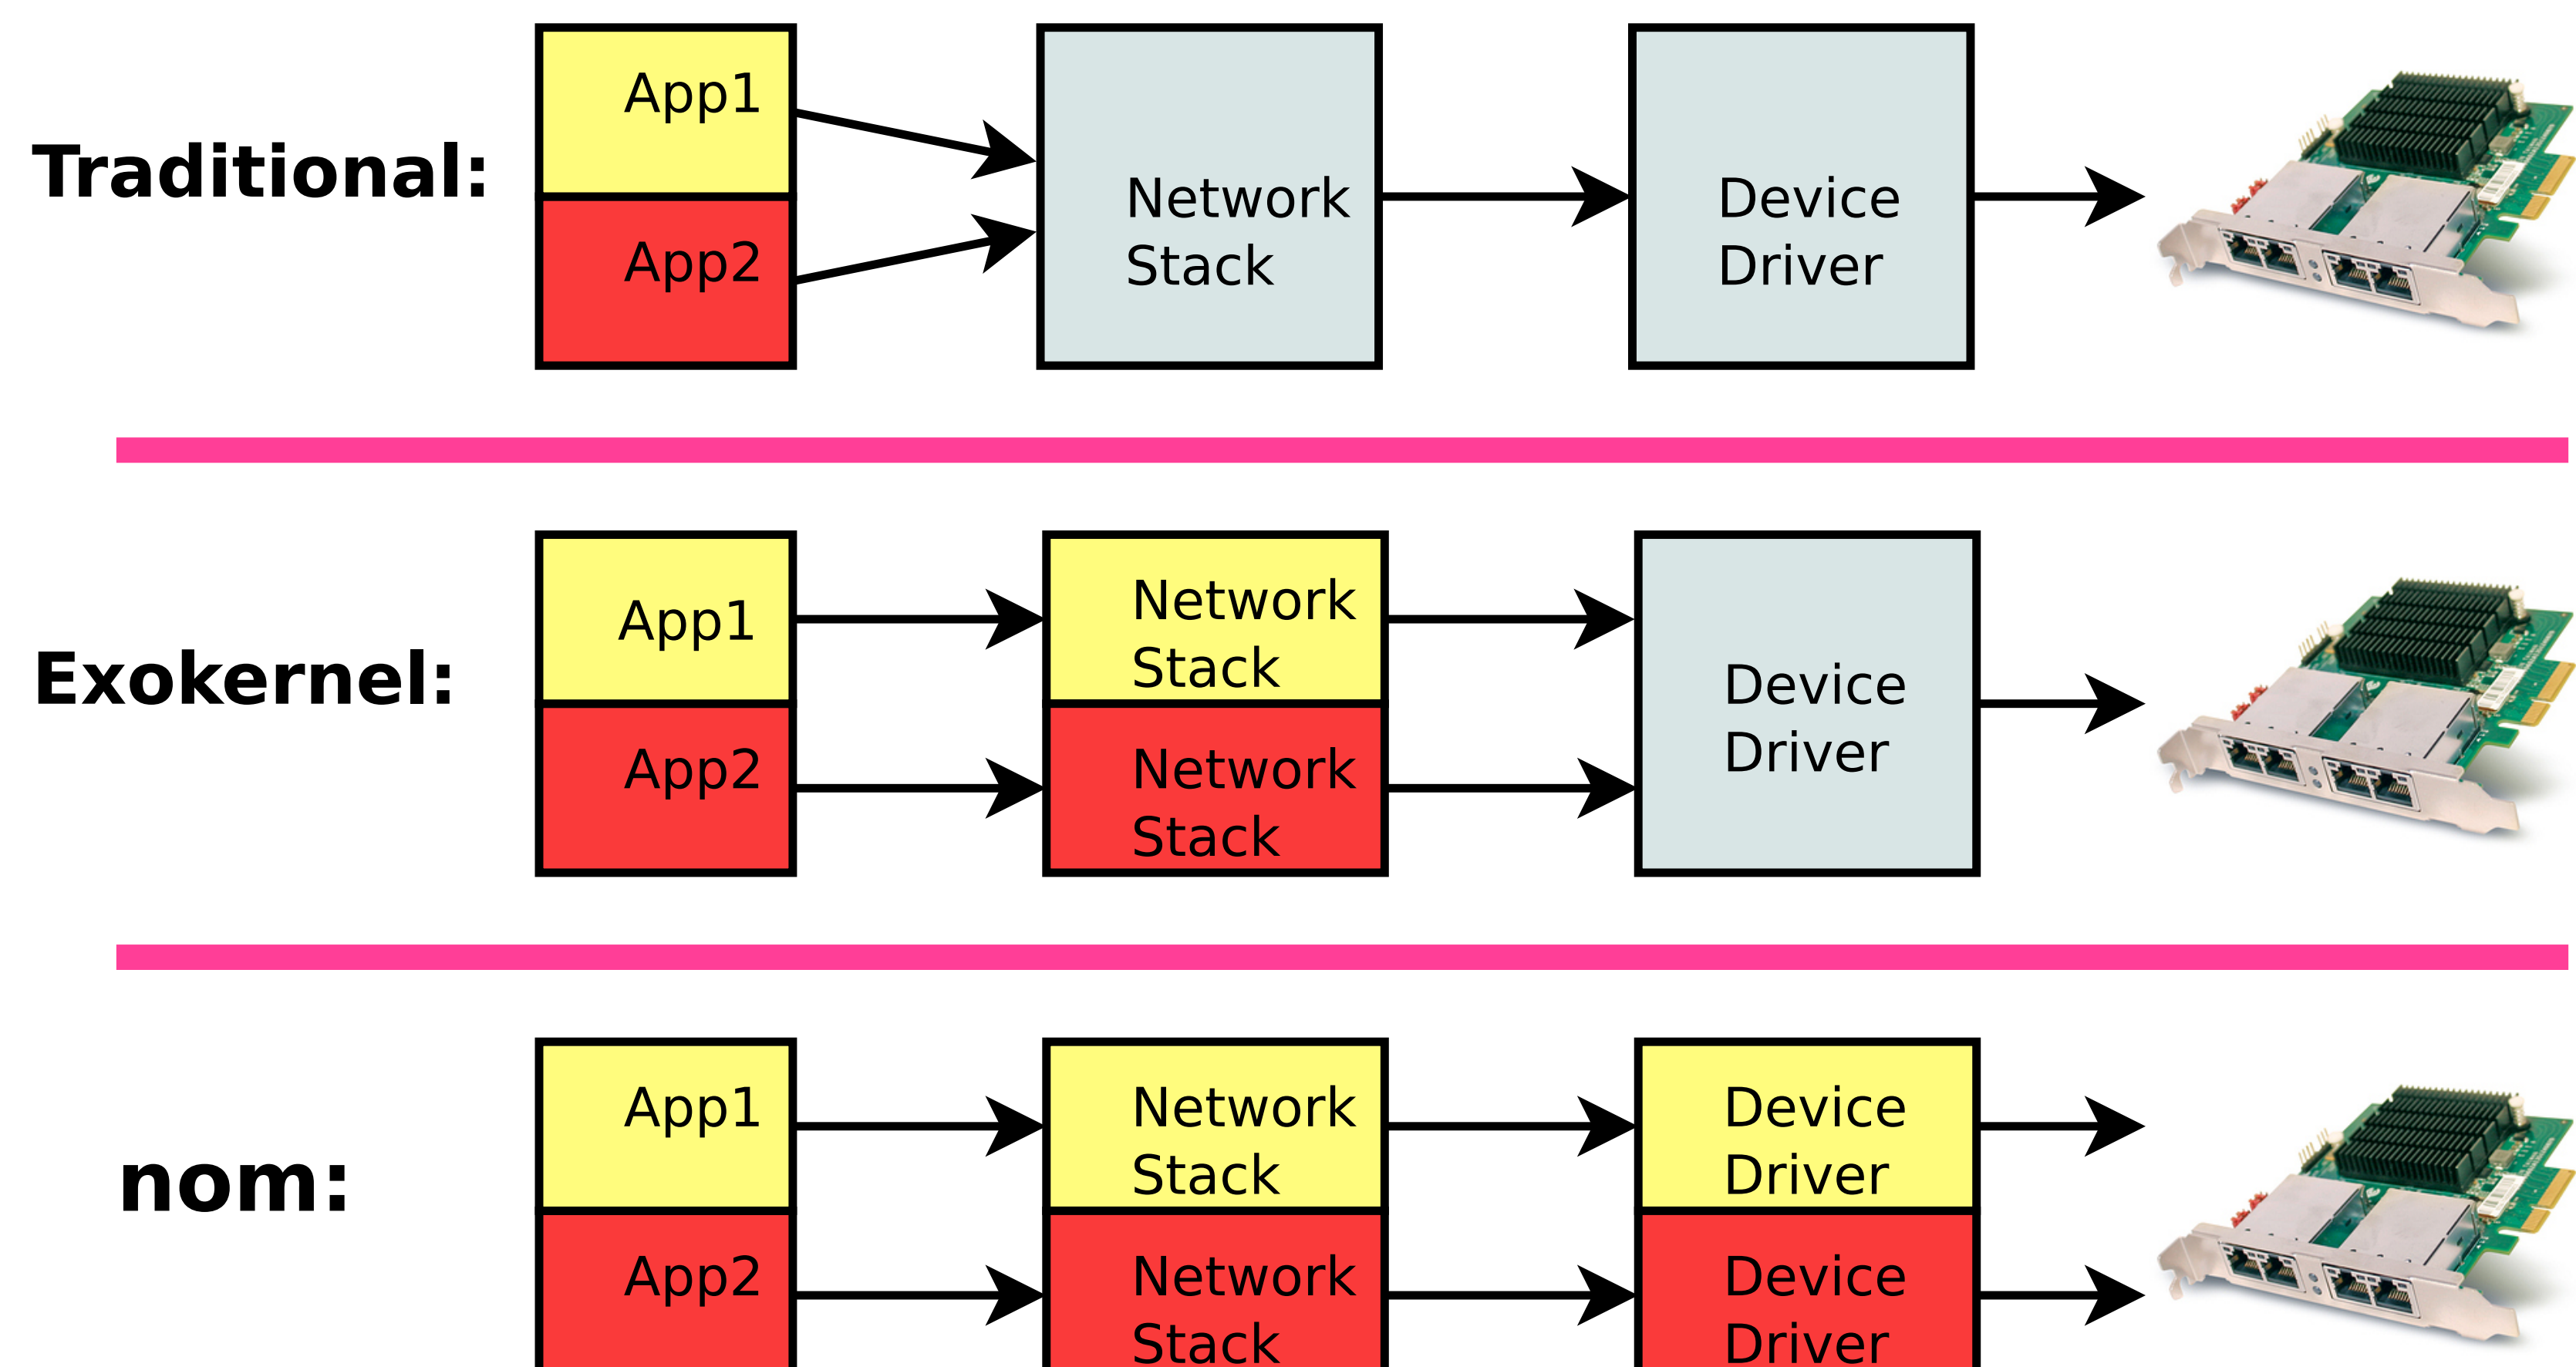 Traditional:
App1
App2
Network
Stack
Device
Driver
Exokernel:
App1
App2
Network
Stack
Network
Stack
Device
Driver
nom:
App1
App2
Network
Stack
Network
Stack
Device
Driver
Device
Driver